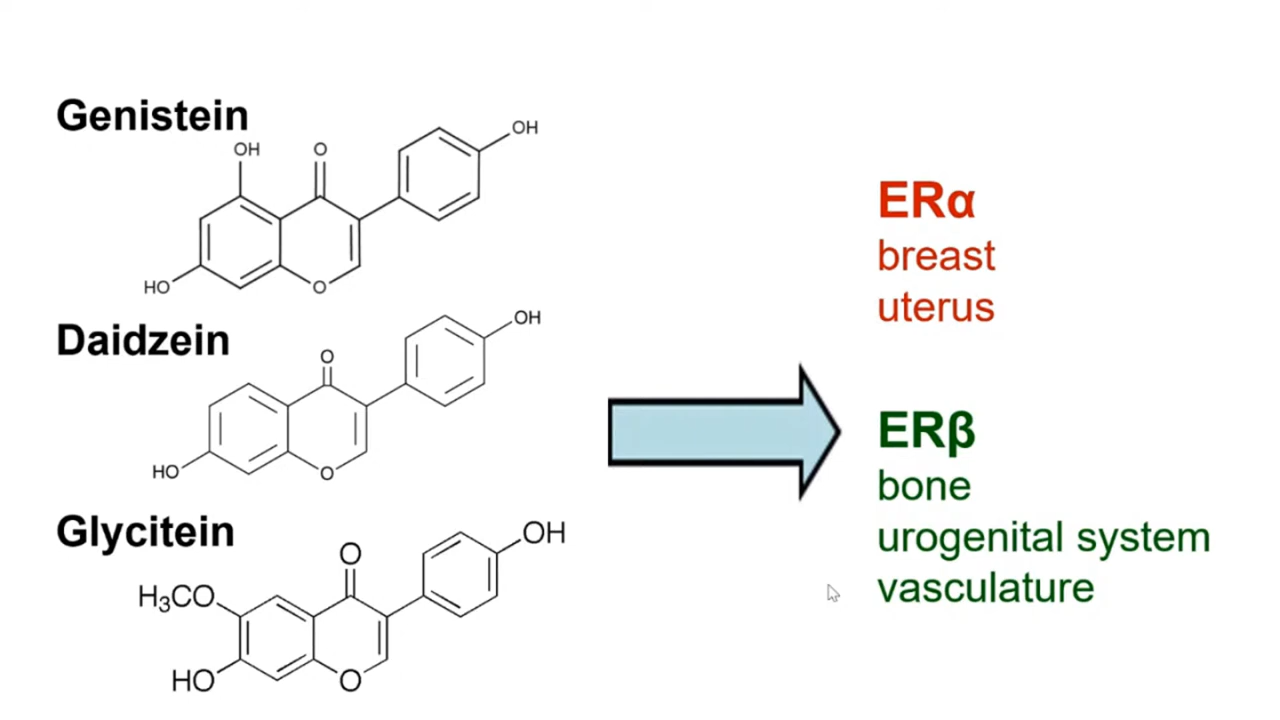 Genistein
OH
OH
O
HO
O
Daidzein
OH
O
HO
O
Glycitein
OH
O
H₃CO
HO
O
ERα
breast
uterus
ERβ
bone
urogenital system
vasculature